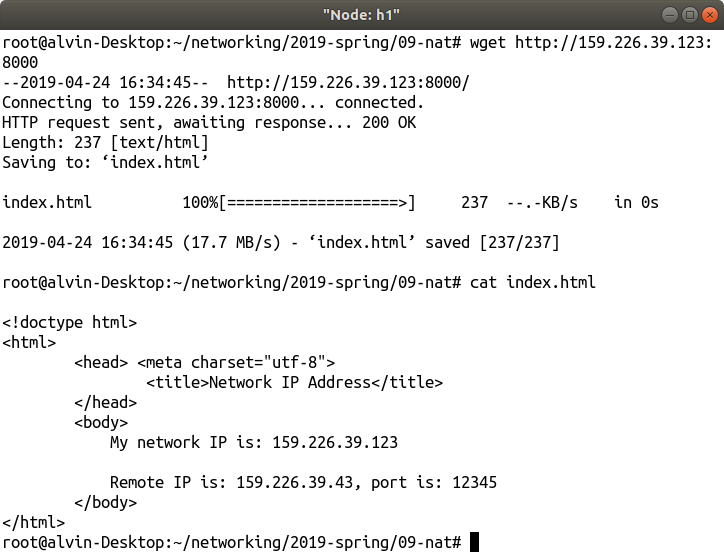 "Node: h1"
root@alvin-Desktop:~/networking/2019-spring/09-nat# wget http://159.226.39.123:
8000
--2019-04-24 16:34:45--  http://159.226.39.123:8000/
Connecting to 159.226.39.123:8000... connected.
HTTP request sent, awaiting response... 200 OK
Length: 237 [text/html]
Saving to: ‘index.html’

index.html          100%[===================>]     237  --.-KB/s    in 0s

2019-04-24 16:34:45 (17.7 MB/s) - ‘index.html’ saved [237/237]

root@alvin-Desktop:~/networking/2019-spring/09-nat# cat index.html

<!doctype html>
<html>
        <head> <meta charset="utf-8">
                <title>Network IP Address</title>
        </head>
        <body>
            My network IP is: 159.226.39.123

            Remote IP is: 159.226.39.43, port is: 12345
        </body>
</html>
root@alvin-Desktop:~/networking/2019-spring/09-nat#